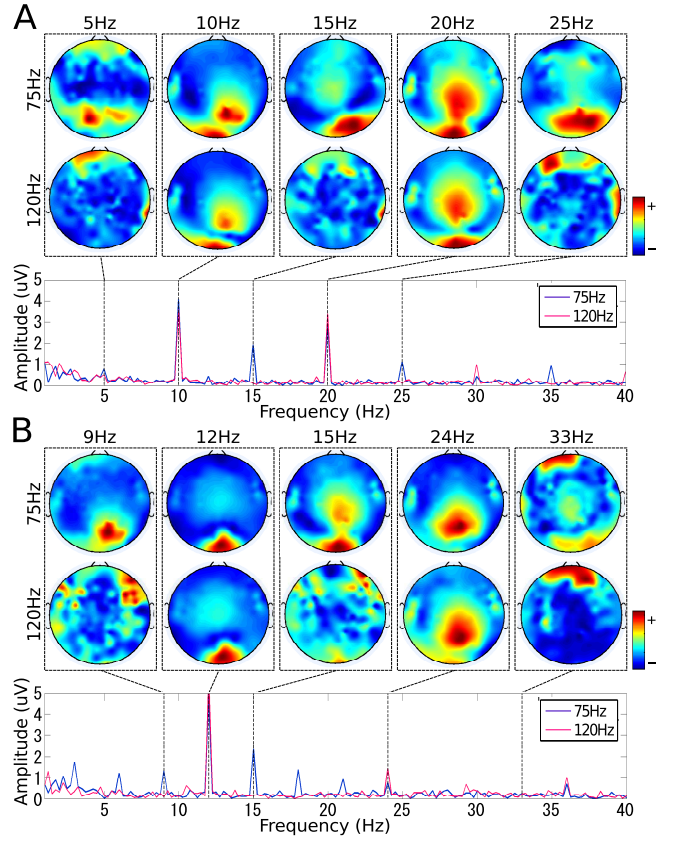 A
5Hz 10Hz 15Hz 20Hz 25Hz
75Hz
120Hz
+
−
Amplitude (uV)
5
4
3
2
1
0
75Hz
120Hz
5 10 15 20 25 30 35 40
Frequency (Hz)
B
9Hz 12Hz 15Hz 24Hz 33Hz
75Hz
120Hz
+
−
Amplitude (uV)
5
4
3
2
1
0
75Hz
120Hz
5 10 15 20 25 30 35 40
Frequency (Hz)